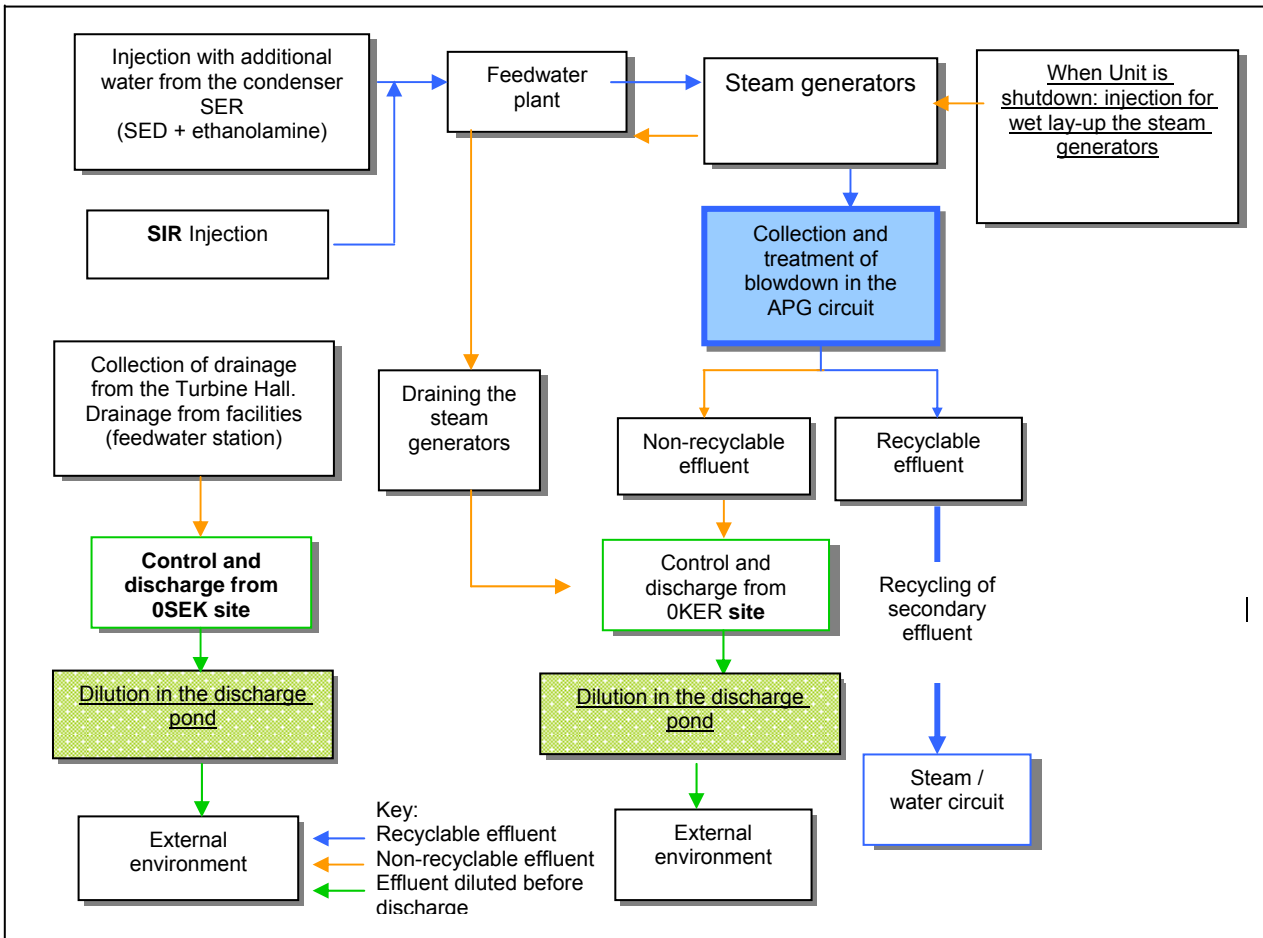 Injection with additional
water from the condenser
SER
(SED + ethanolamine)
Feedwater
plant
Steam generators
When Unit is
shutdown: injection for
wet lay-up the steam
generators
SIR Injection
Collection and
treatment of
blowdown in the
APG circuit
Collection of drainage
from the Turbine Hall.
Drainage from facilities
(feedwater station)
Draining the
steam
generators
Non-recyclable
effluent
Recyclable
effluent
Control and
discharge from
0SEK site
Control and
discharge from
0KER site
Recycling of
secondary
effluent
Dilution in the discharge
pond
Dilution in the discharge
pond
Steam /
water circuit
External
environment
Key:
Recyclable effluent
Non-recyclable effluent
Effluent diluted before
discharge
External
environment